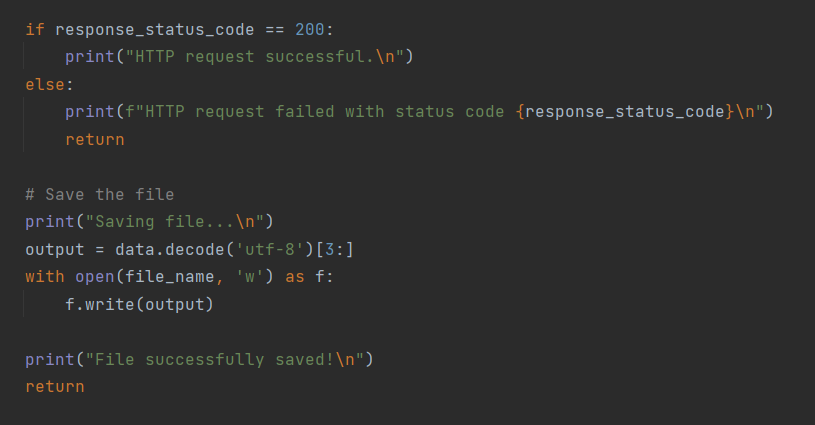 if response_status_code == 200:
    print("HTTP request successful.\n")
else:
    print(f"HTTP request failed with status code {response_status_code}\n")
    return

# Save the file
print("Saving file...\n")
output = data.decode('utf-8')[3:]
with open(file_name, 'w') as f:
    f.write(output)

print("File successfully saved!\n")
return